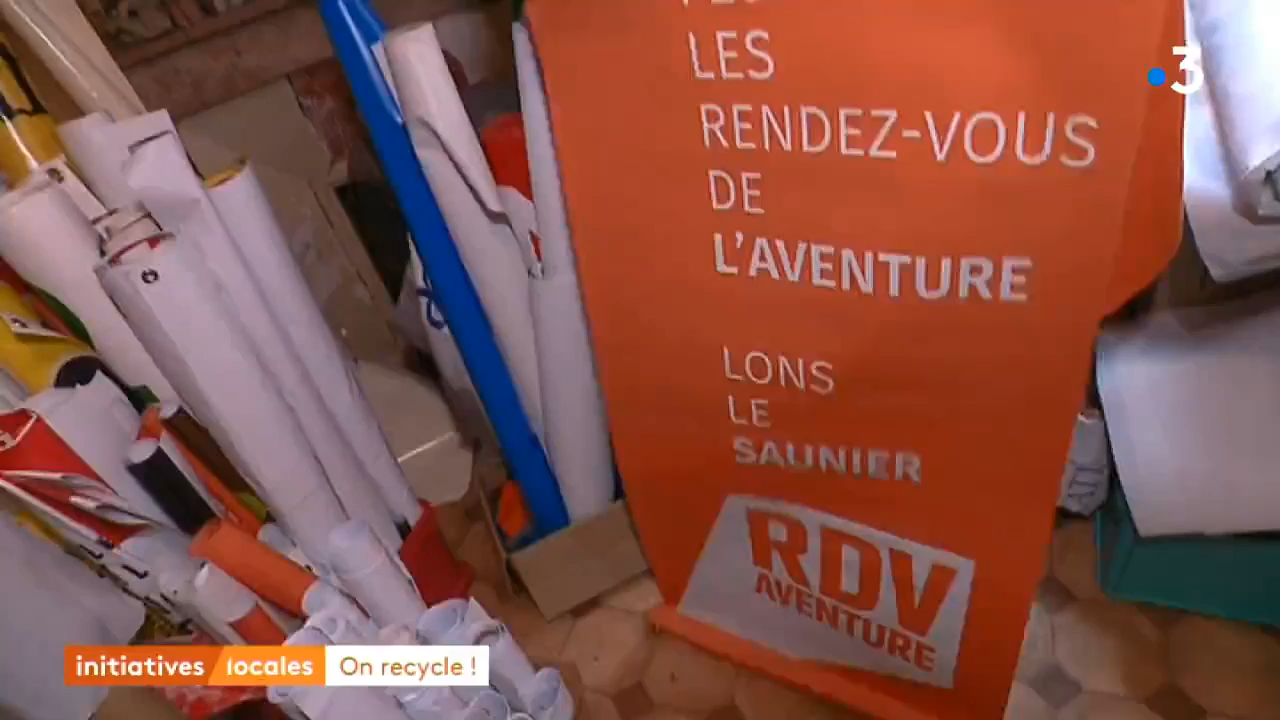 LES
RENDEZ-VOUS
DE
L'AVENTURE
LONS
LE
SAUNIER
RDV
AVENTURE
3
initiatives locales On recycle !